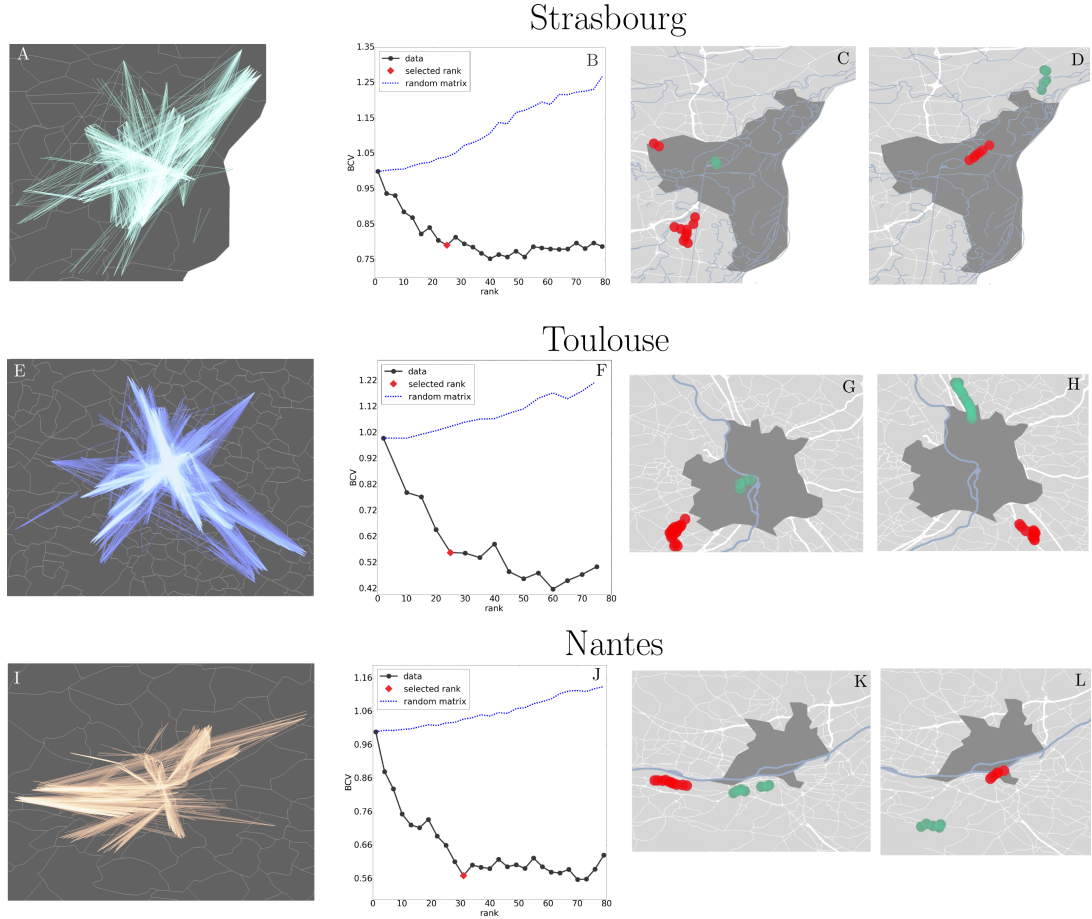 Strasbourg
A
B
C
D
1.35
1.25
1.15
1.05
0.95
0.85
0.75
BCV
data
selected rank
random matrix
0 10 20 30 40 50 60 70 80
rank
Toulouse
E
F
G
H
1.22
1.12
1.02
0.92
0.82
0.72
0.62
0.52
0.42
BCV
data
selected rank
random matrix
0 10 20 30 40 50 60 70 80
rank
Nantes
I
J
K
L
1.16
1.06
0.96
0.86
0.76
0.66
0.56
BCV
data
selected rank
random matrix
0 10 20 30 40 50 60 70 80
rank